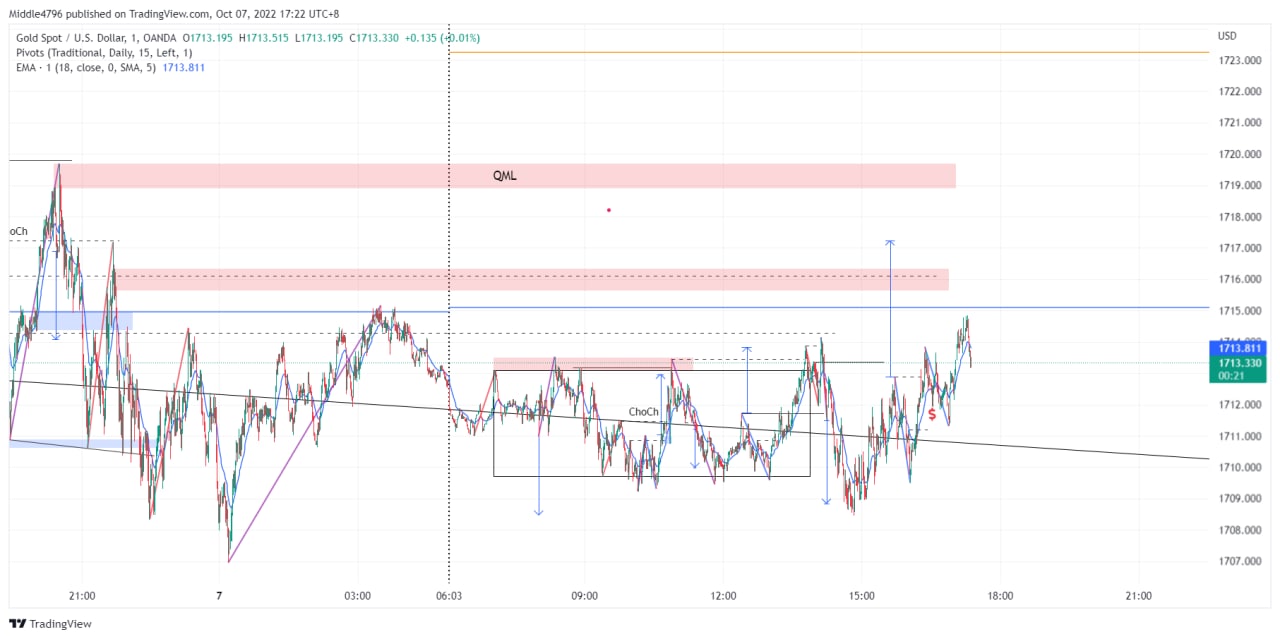 Middle4796 published on TradingView.com, Oct 07, 2022 17:22 UTC+8
Gold Spot / U.S. Dollar, 1, OANDA O1713.195 H1713.515 L1713.195 C1713.330 +0.135 (+0.01%)
Pivots (Traditional, Daily, 15, Left, 1)
EMA · 1 (18, close, 0, SMA, 5) 1713.811
USD
1723.000
1722.000
1721.000
1720.000
QML
1719.000
1718.000
oCh
1717.000
1716.000
1715.000
1713.811
1713.330
00:21
ChoCh
$
1712.000
1711.000
1710.000
1709.000
1708.000
1707.000
21:00 7 03:00 06:03 09:00 12:00 15:00 18:00 21:00
TradingView